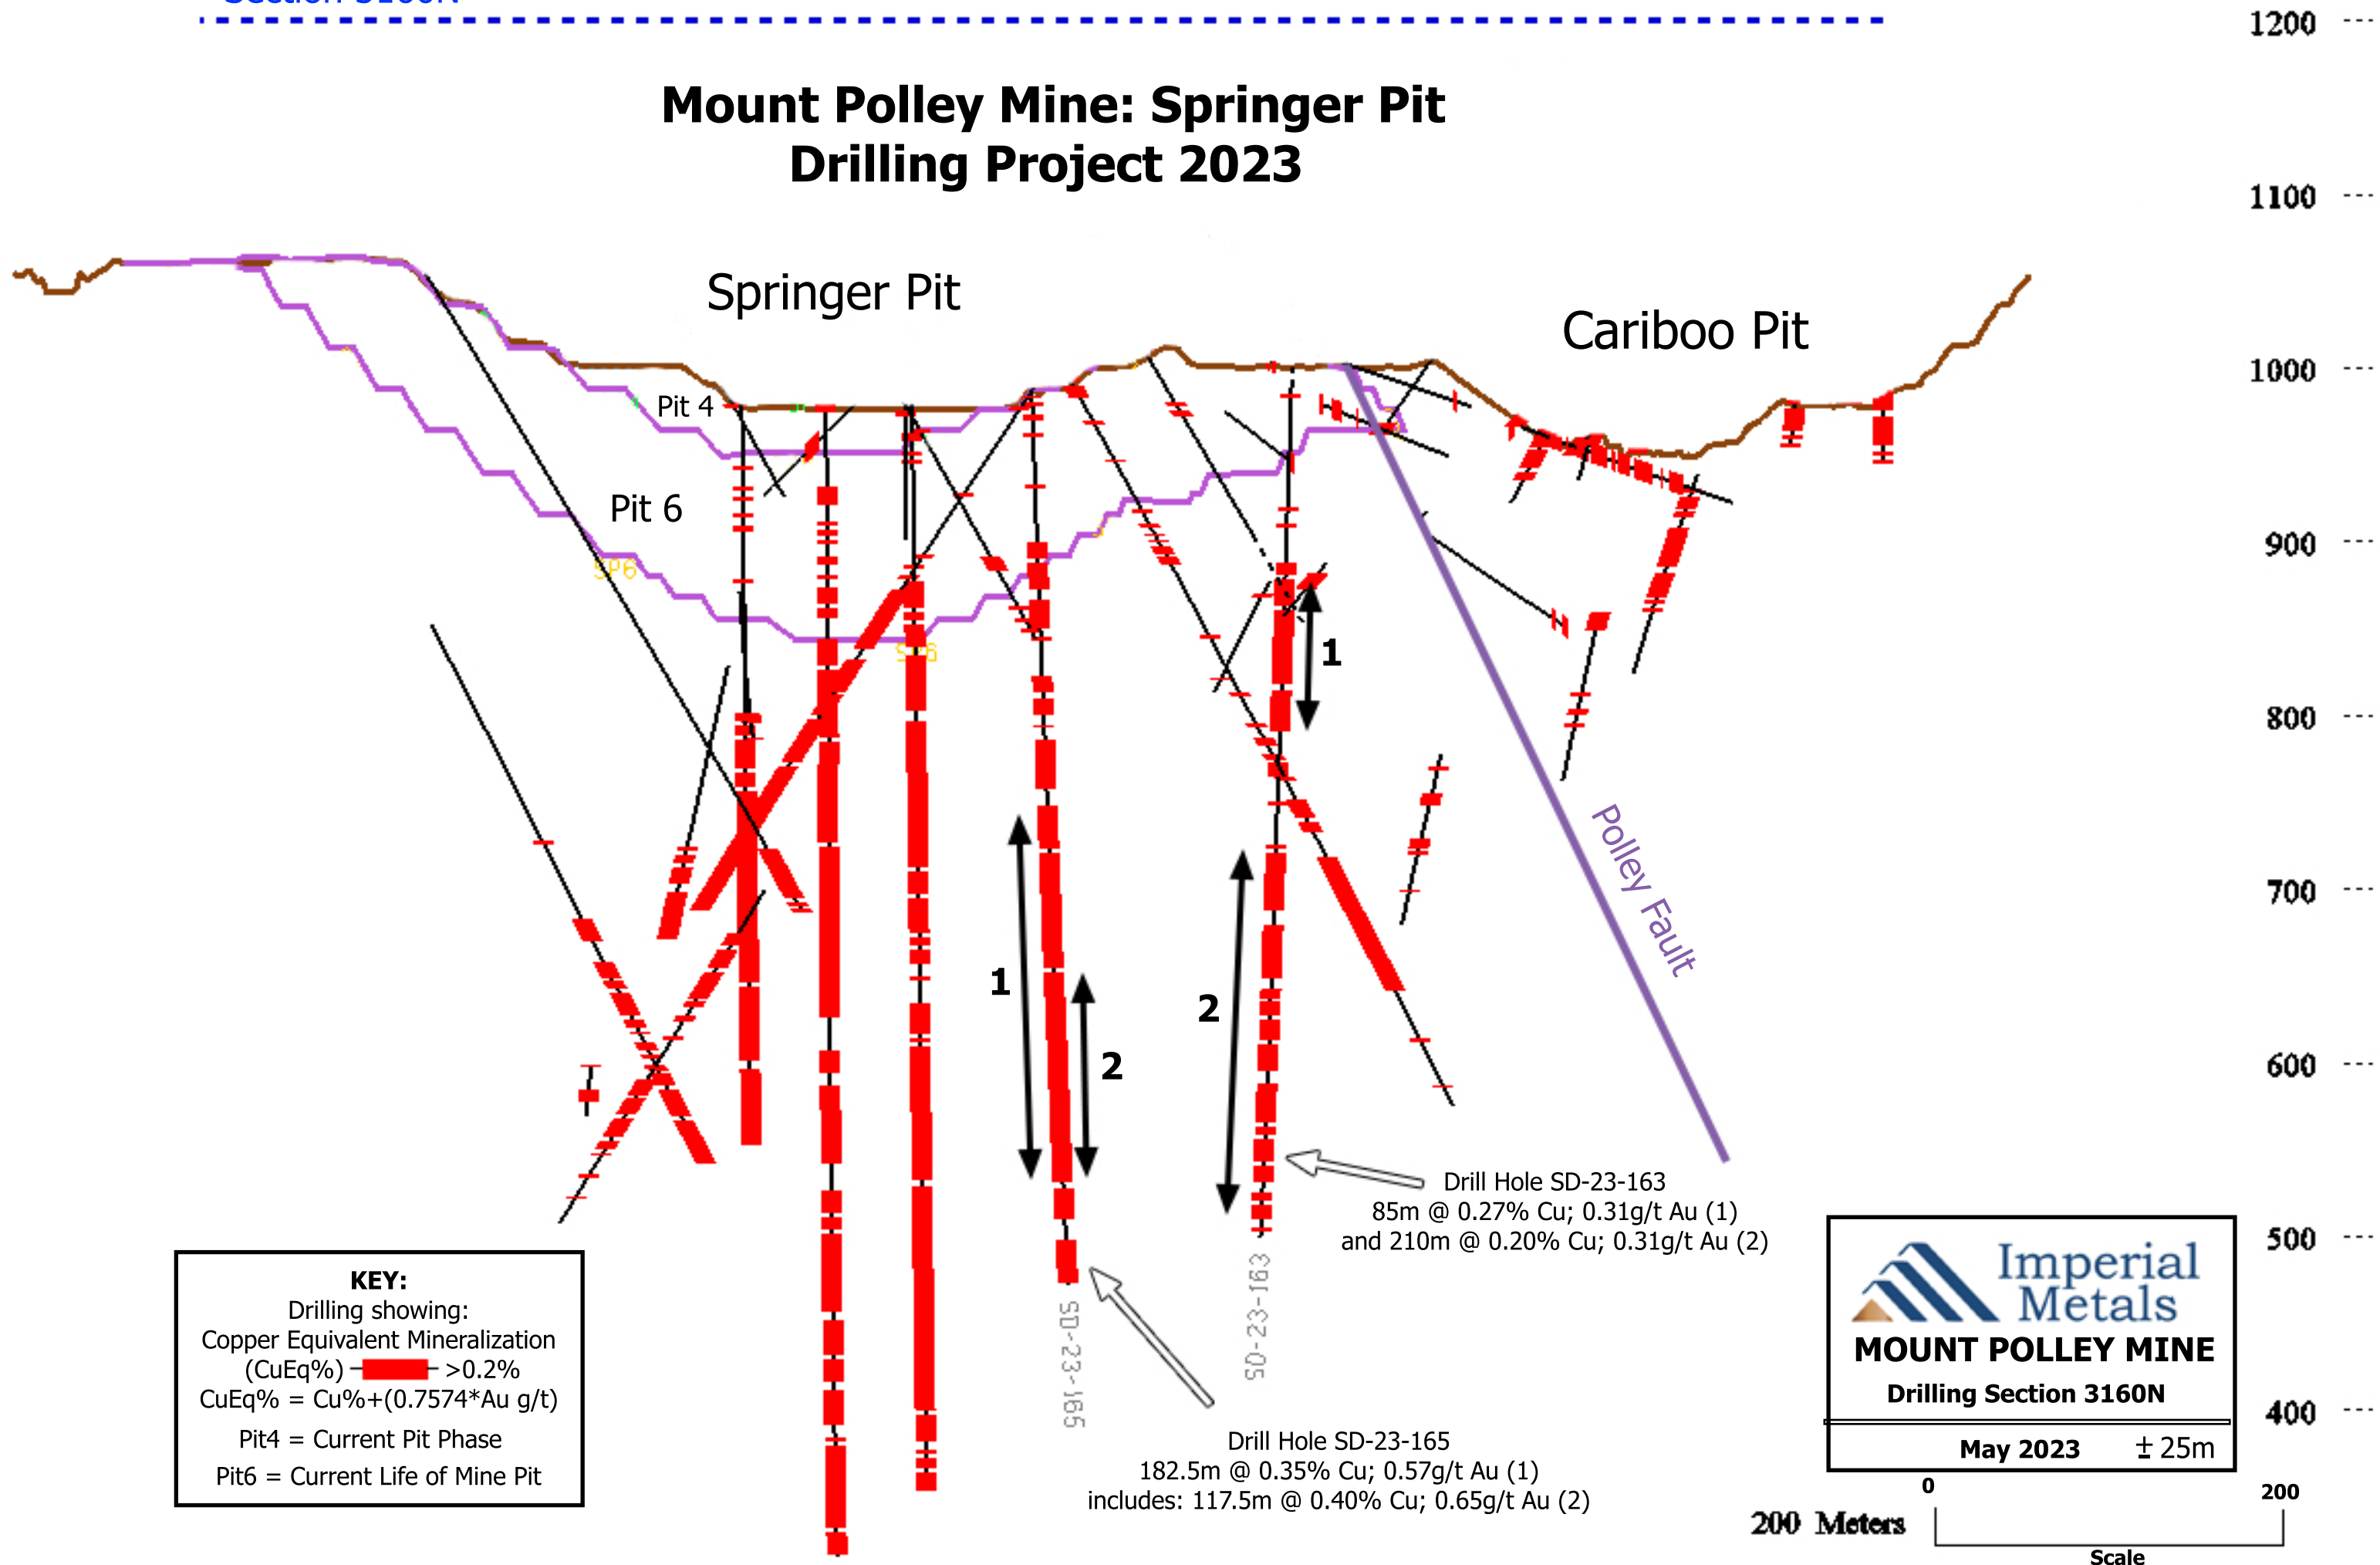 Section 3160N
1200
Mount Polley Mine: Springer Pit
Drilling Project 2023
1100
Springer Pit
Cariboo Pit
1000
Pit 4
Pit 6
900
SP6
SP6
1
800
Polley Fault
700
1
2
2
600
Drill Hole SD-23-163
85m @ 0.27% Cu; 0.31g/t Au (1)
and 210m @ 0.20% Cu; 0.31g/t Au (2)
500
SD-23-163
SD-23-165
KEY:
Drilling showing:
Copper Equivalent Mineralization
(CuEq%) >0.2%
CuEq% = Cu%+(0.7574*Au g/t)
Pit4 = Current Pit Phase
Pit6 = Current Life of Mine Pit
Imperial
Metals
MOUNT POLLEY MINE
Drilling Section 3160N
May 2023 ± 25m
400
Drill Hole SD-23-165
182.5m @ 0.35% Cu; 0.57g/t Au (1)
includes: 117.5m @ 0.40% Cu; 0.65g/t Au (2)
0
200
200 Meters
Scale